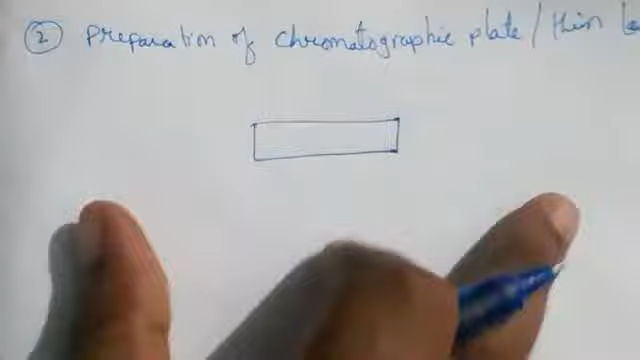 ② Preparation of chromatographic plate / thin